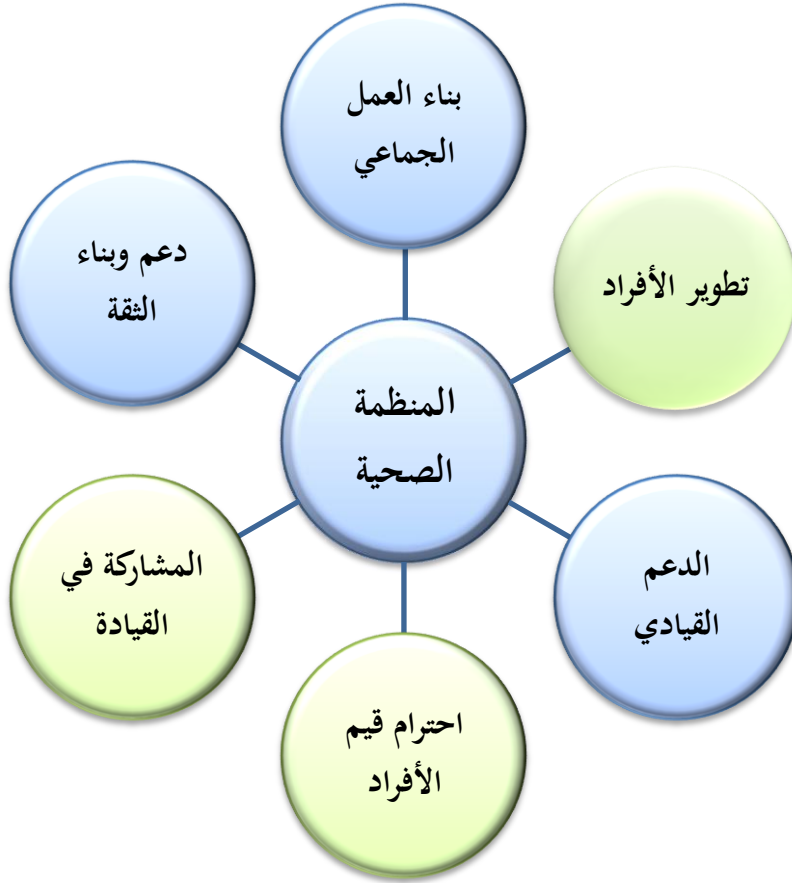 بناء العمل
الجماعي
تطوير الأفراد
دعم وبناء
الثقة
المنظمة
الصحية
المشاركة في
القيادة
الدعم
القيادي
احترام قيم
الأفراد